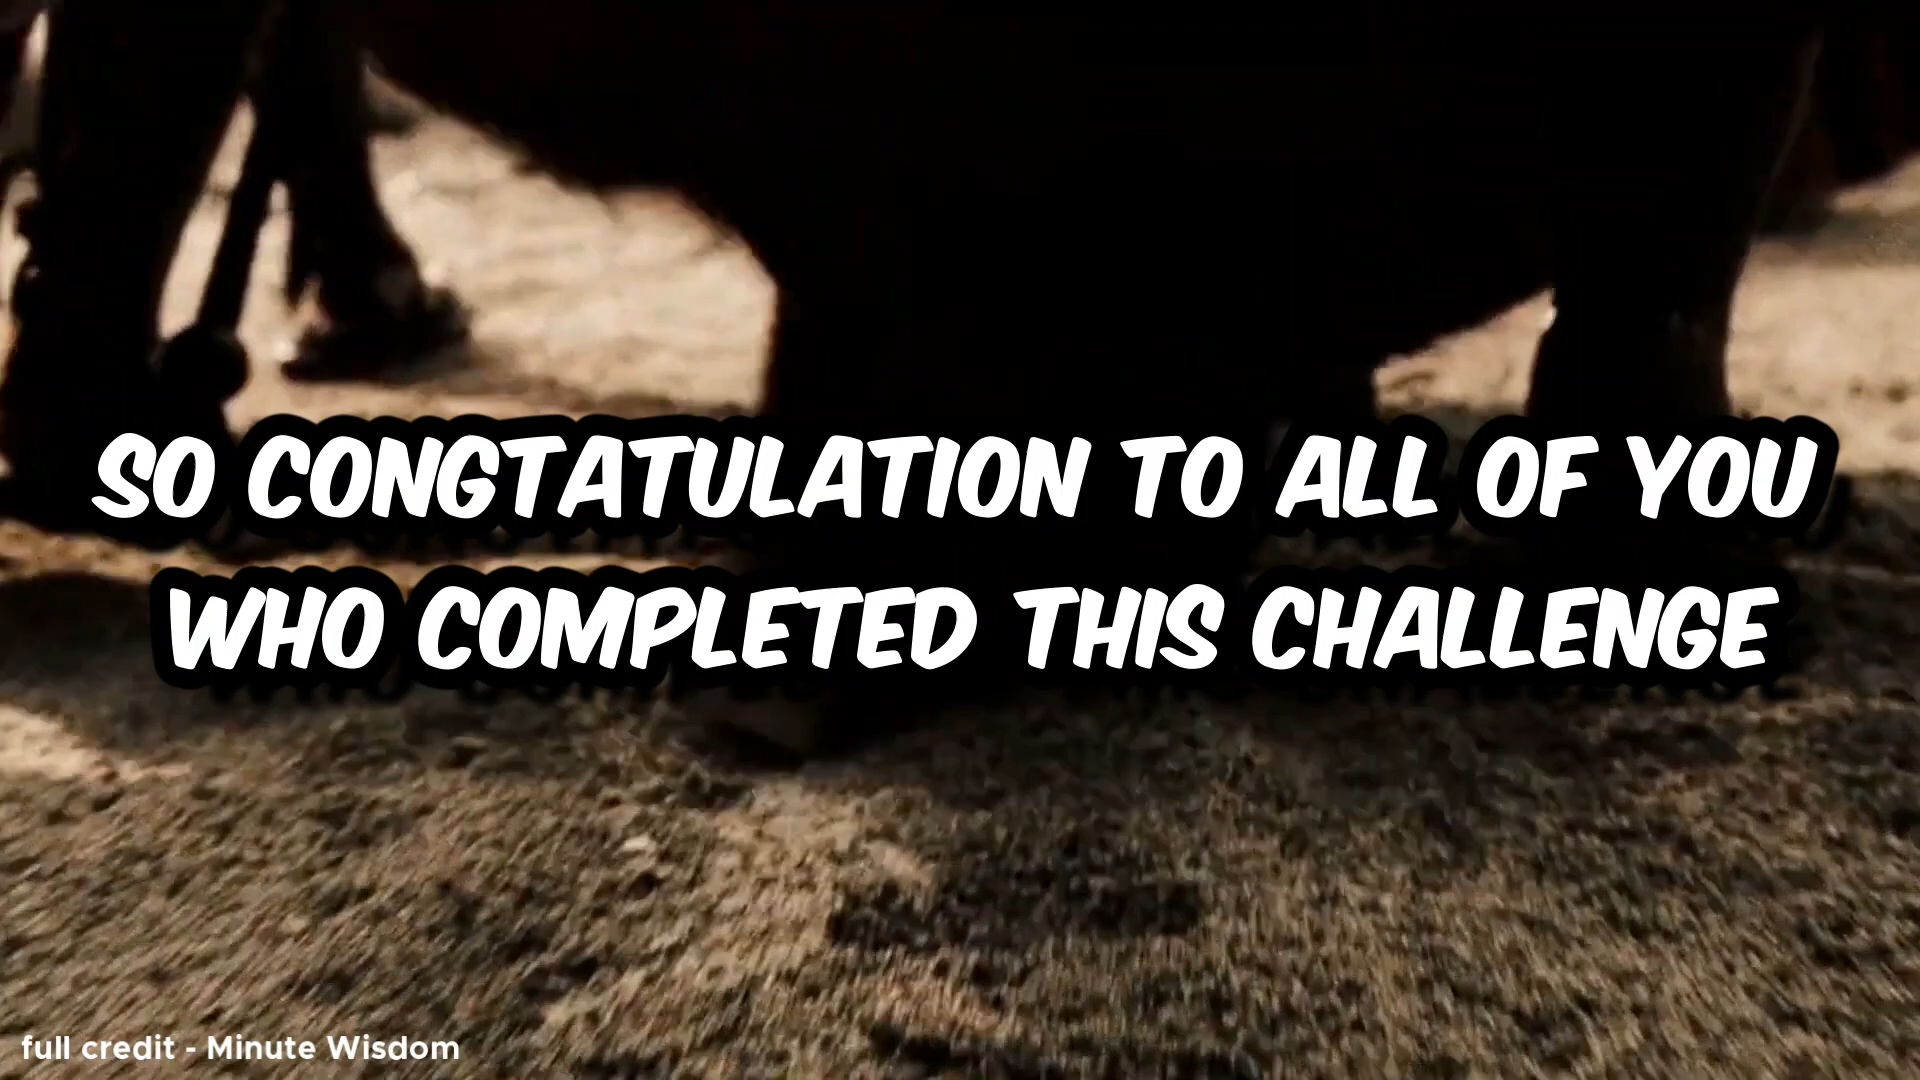 SO CONGTATULATION TO ALL OF YOU
WHO COMPLETED THIS CHALLENGE
full credit - Minute Wisdom